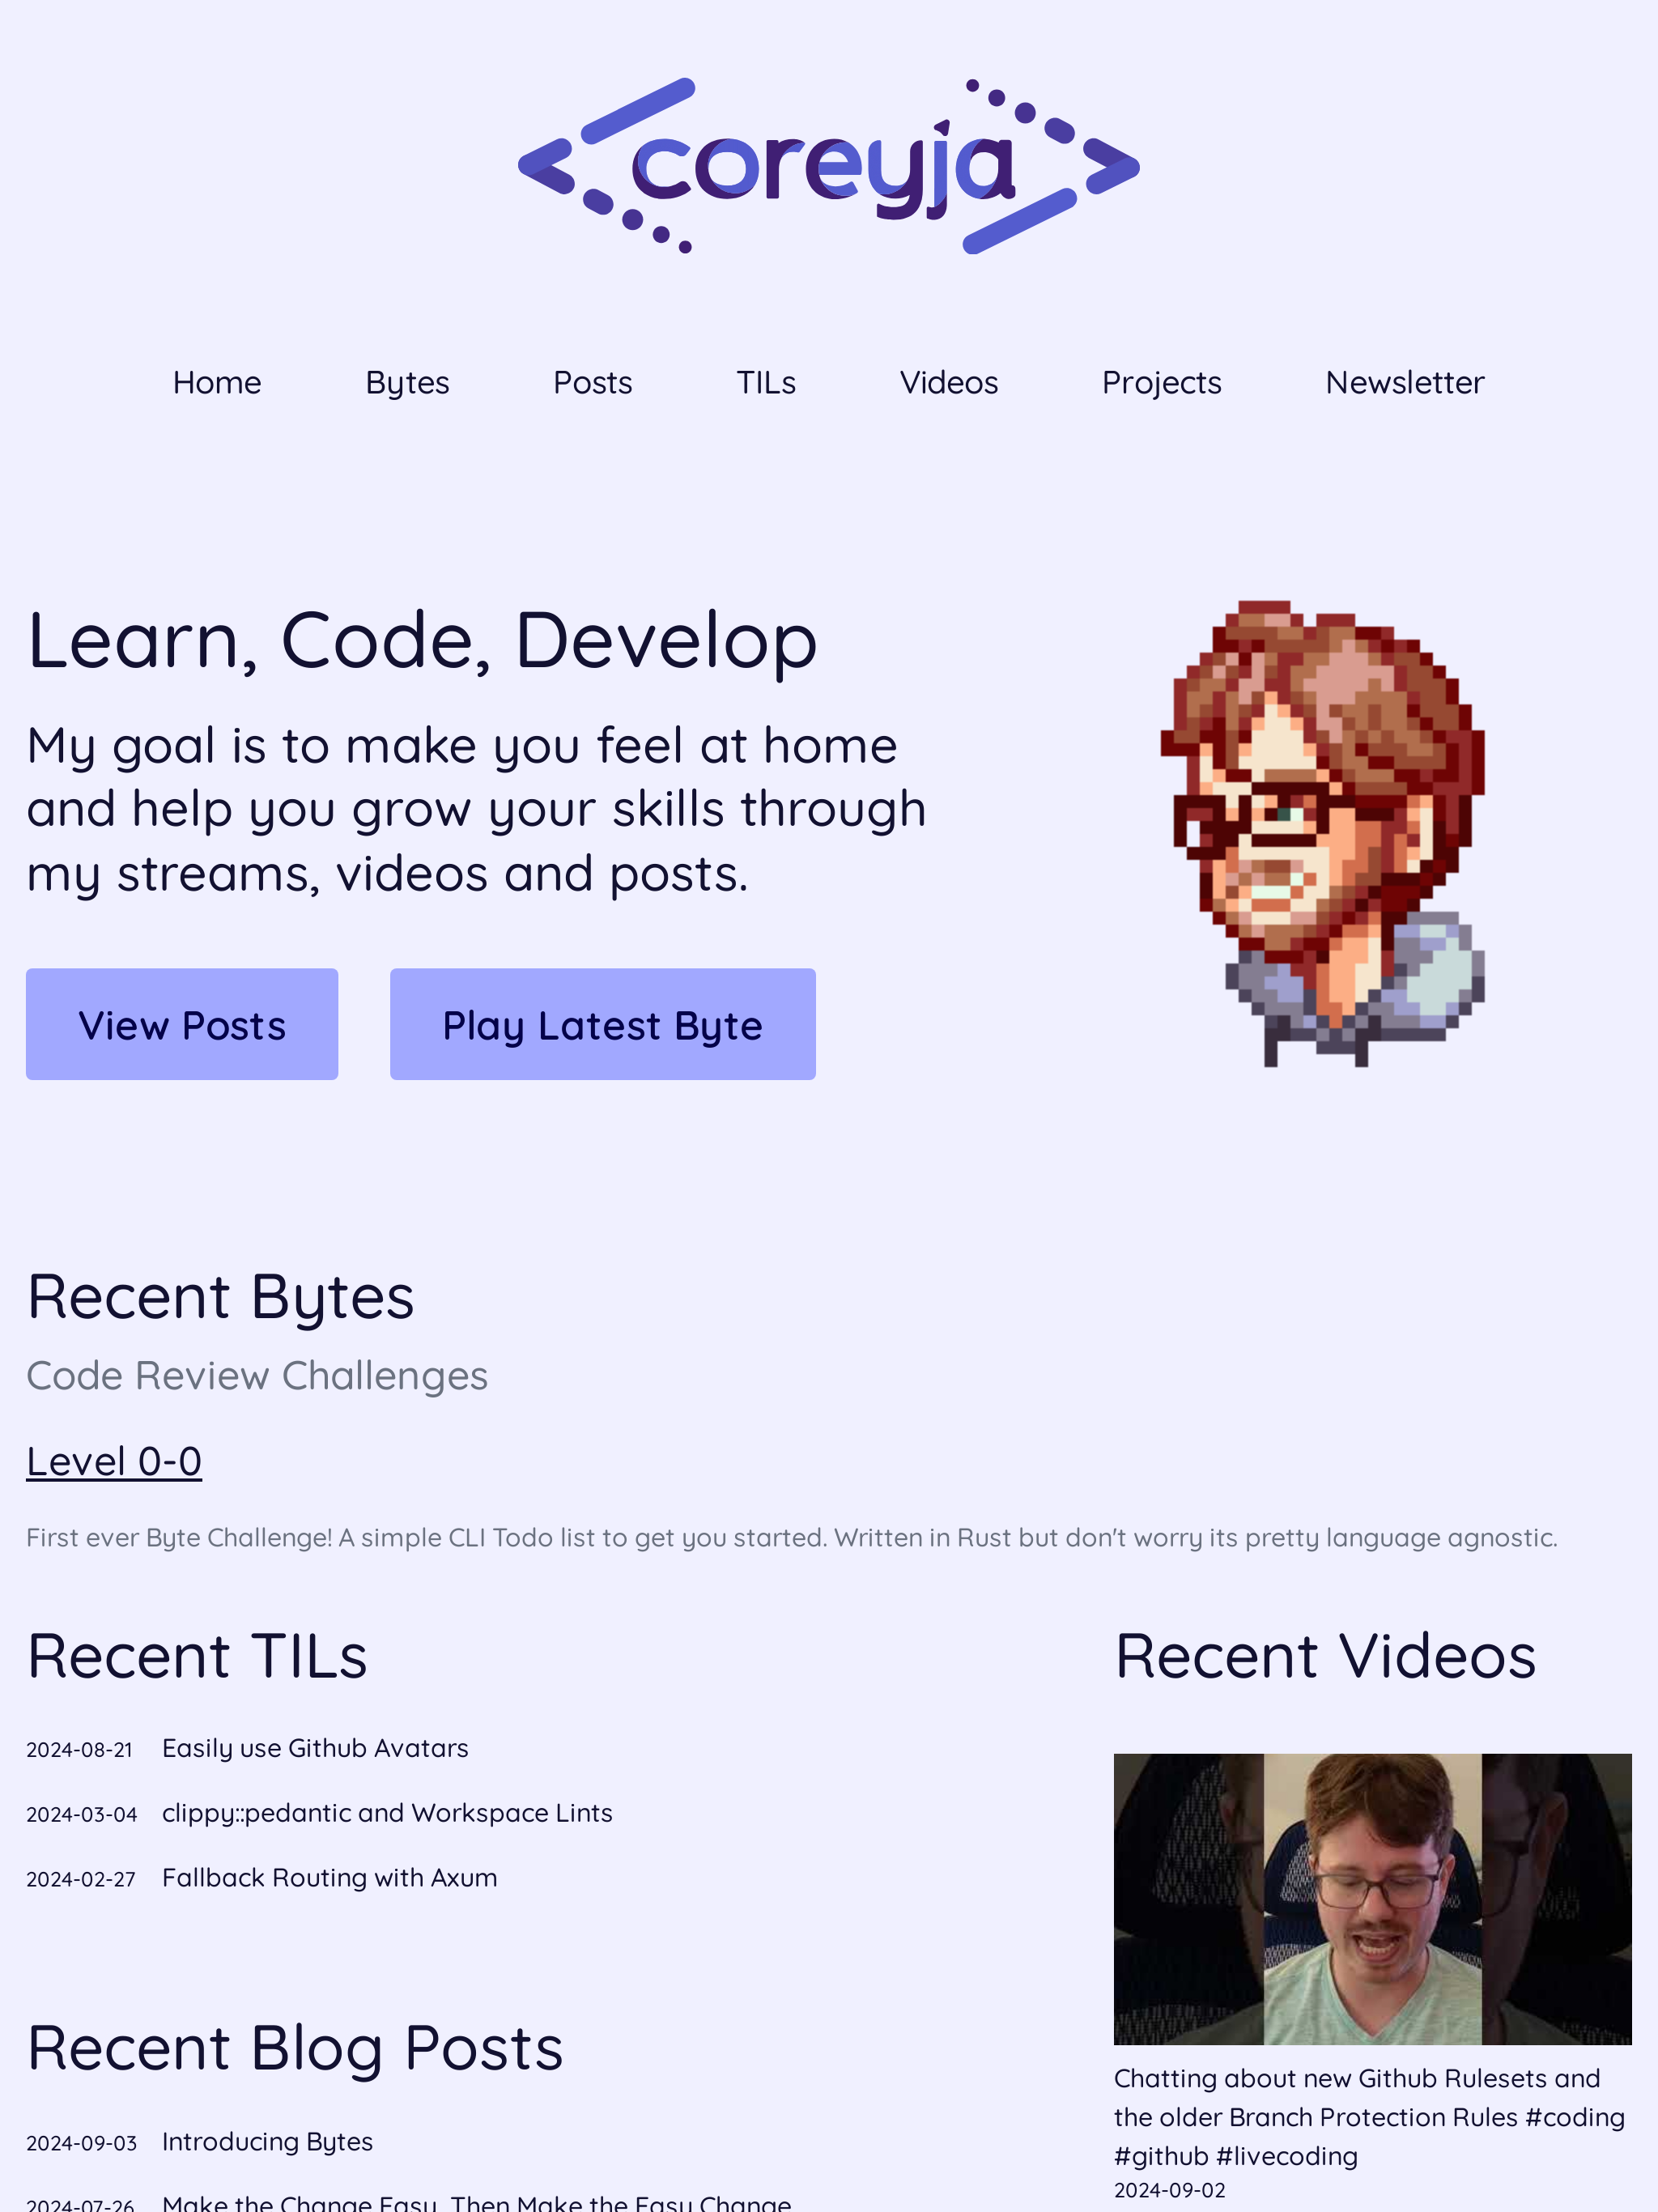 coreyja
Home Bytes Posts TILs Videos Projects Newsletter
Learn, Code, Develop
My goal is to make you feel at home
and help you grow your skills through
my streams, videos and posts.
View Posts Play Latest Byte
Recent Bytes
Code Review Challenges
Level 0-0
First ever Byte Challenge! A simple CLI Todo list to get you started. Written in Rust but don't worry its pretty language agnostic.
Recent TILs
2024-08-21 Easily use Github Avatars
2024-03-04 clippy::pedantic and Workspace Lints
2024-02-27 Fallback Routing with Axum
Recent Blog Posts
2024-09-03 Introducing Bytes
2024-07-26 Make the Change Easy, Then Make the Easy Change
Recent Videos
Chatting about new Github Rulesets and
the older Branch Protection Rules #coding
#github #livecoding
2024-09-02